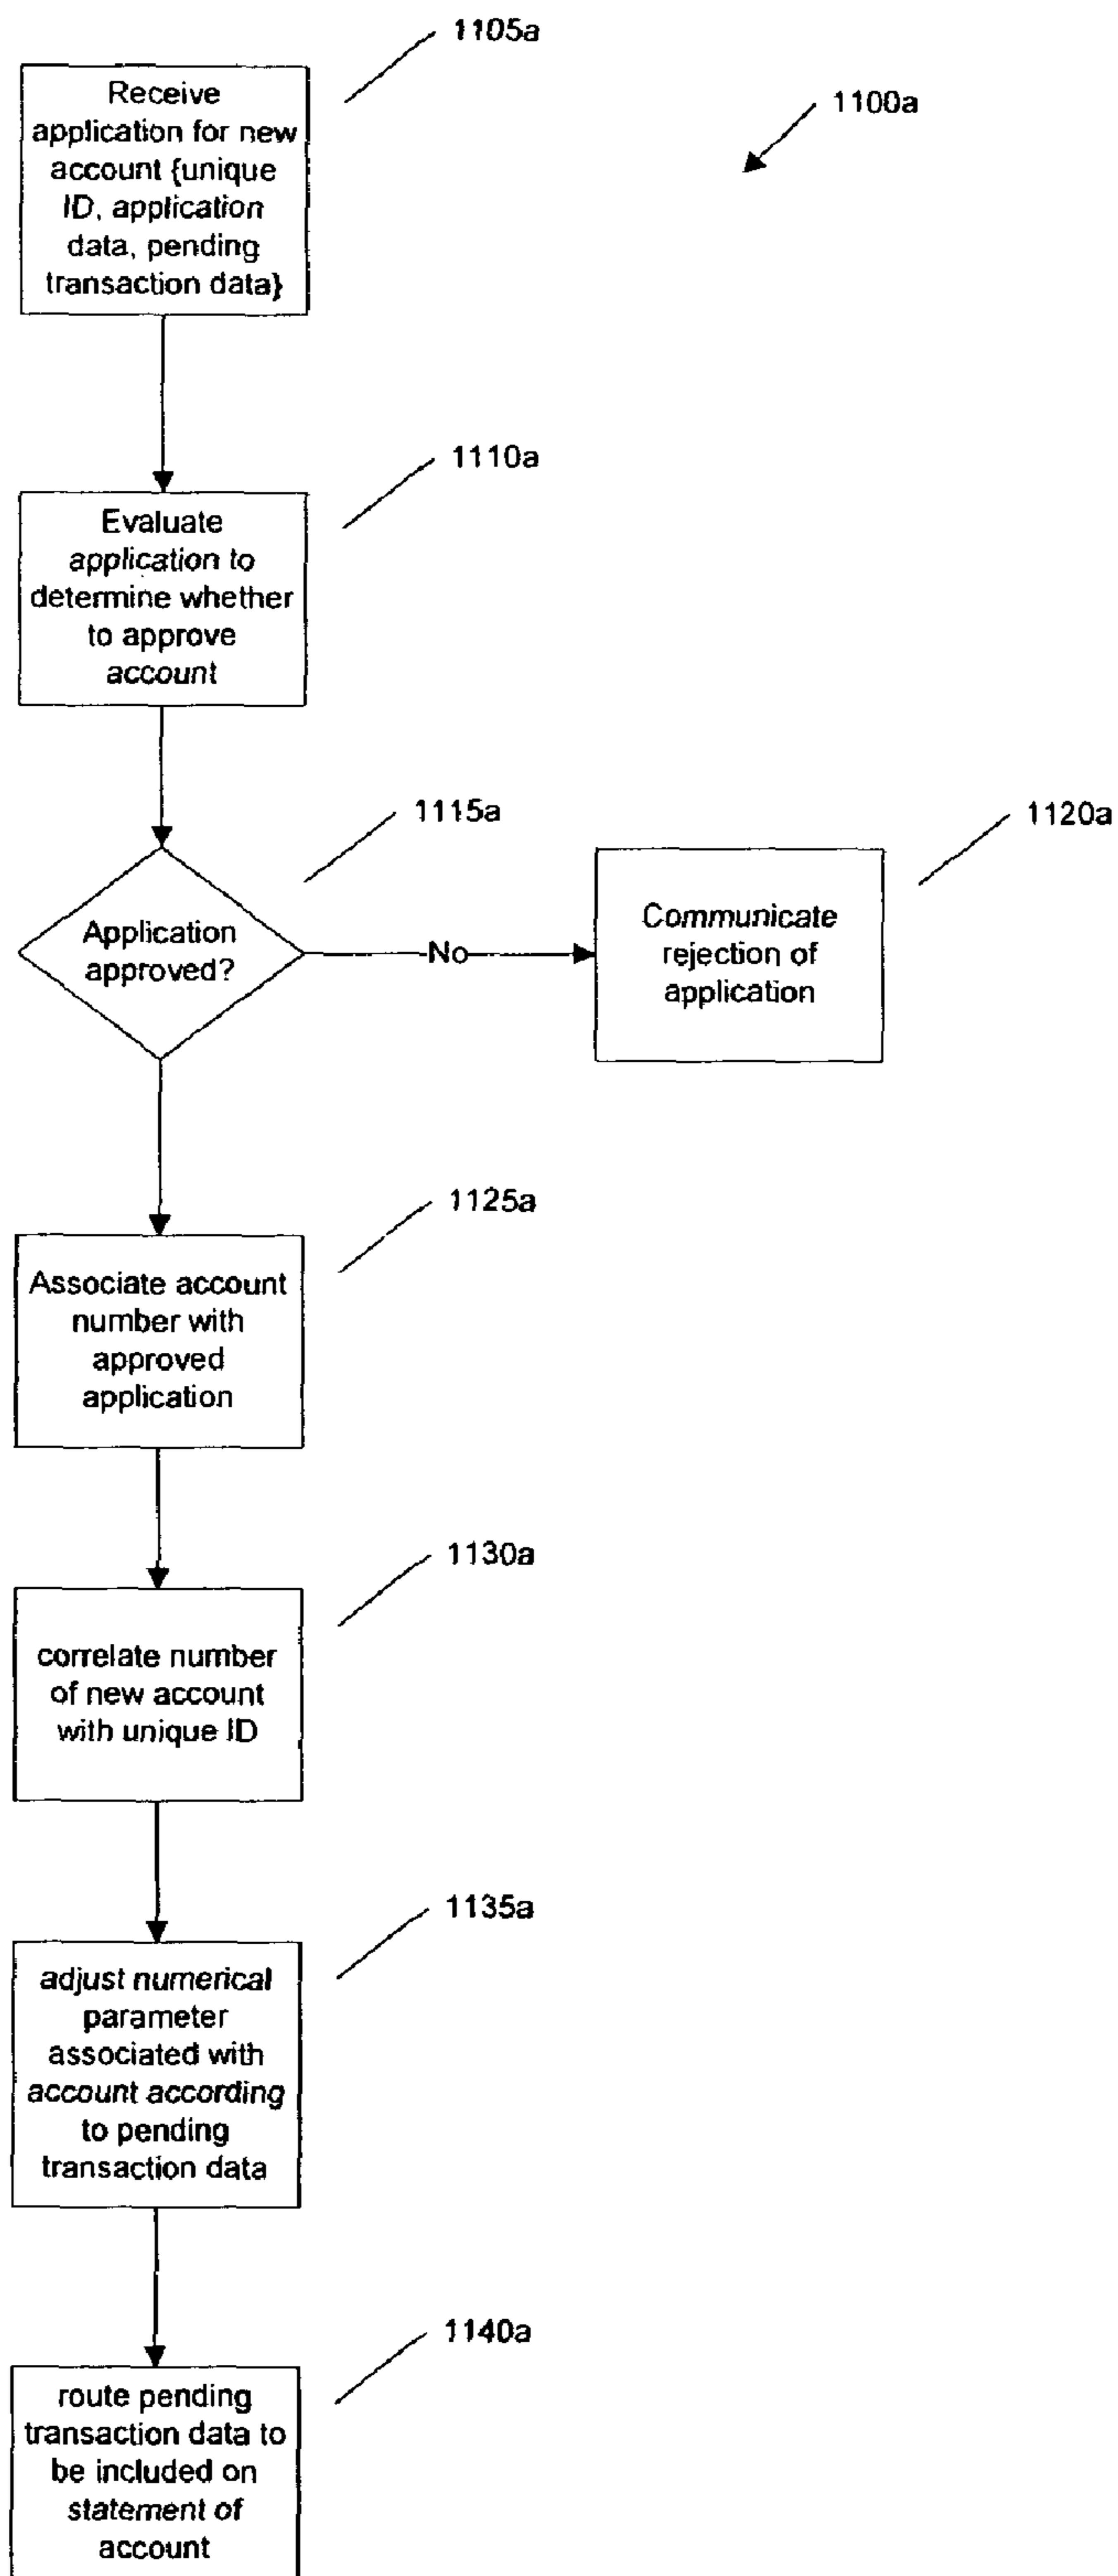 1105a
1100a
Receive
application for new
account {unique
ID, application
data, pending
transaction data}
1110a
Evaluate
application to
determine whether
to approve
account
1115a
1120a
Application
approved?
No
Communicate
rejection of
application
1125a
Associate account
number with
approved
application
1130a
correlate number
of new account
with unique ID
1135a
adjust numerical
parameter
associated with
account according
to pending
transaction data
1140a
route pending
transaction data to
be included on
statement of
account